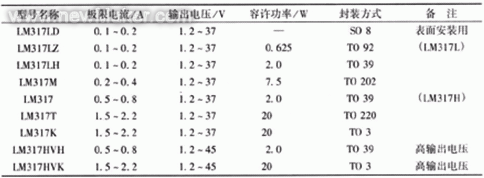 型号名称 极限电流/A 输出电压/V 容许功率/W 封装方式 备 注
LM317LD 0.1~0.2 1.2~37 — SO 8 表面安装用
LM317LZ 0.1~0.2 1.2~37 0.625 TO 92 (LM317L)
LM317LH 0.1~0.2 1.2~37 2.0 TO 39
LM317M 0.2~0.4 1.2~37 7.5 TO 202
LM317 0.5~0.8 1.2~37 2.0 TO 39 (LM317H)
LM317T 1.5~2.2 1.2~37 20 TO 220
LM317K 1.5~2.2 1.2~37 20 TO 3
LM317HVH 0.5~0.8 1.2~45 2.0 TO 39 高输出电压
LM317HVK 1.5~2.2 1.2~45 20 TO 3 高输出电压